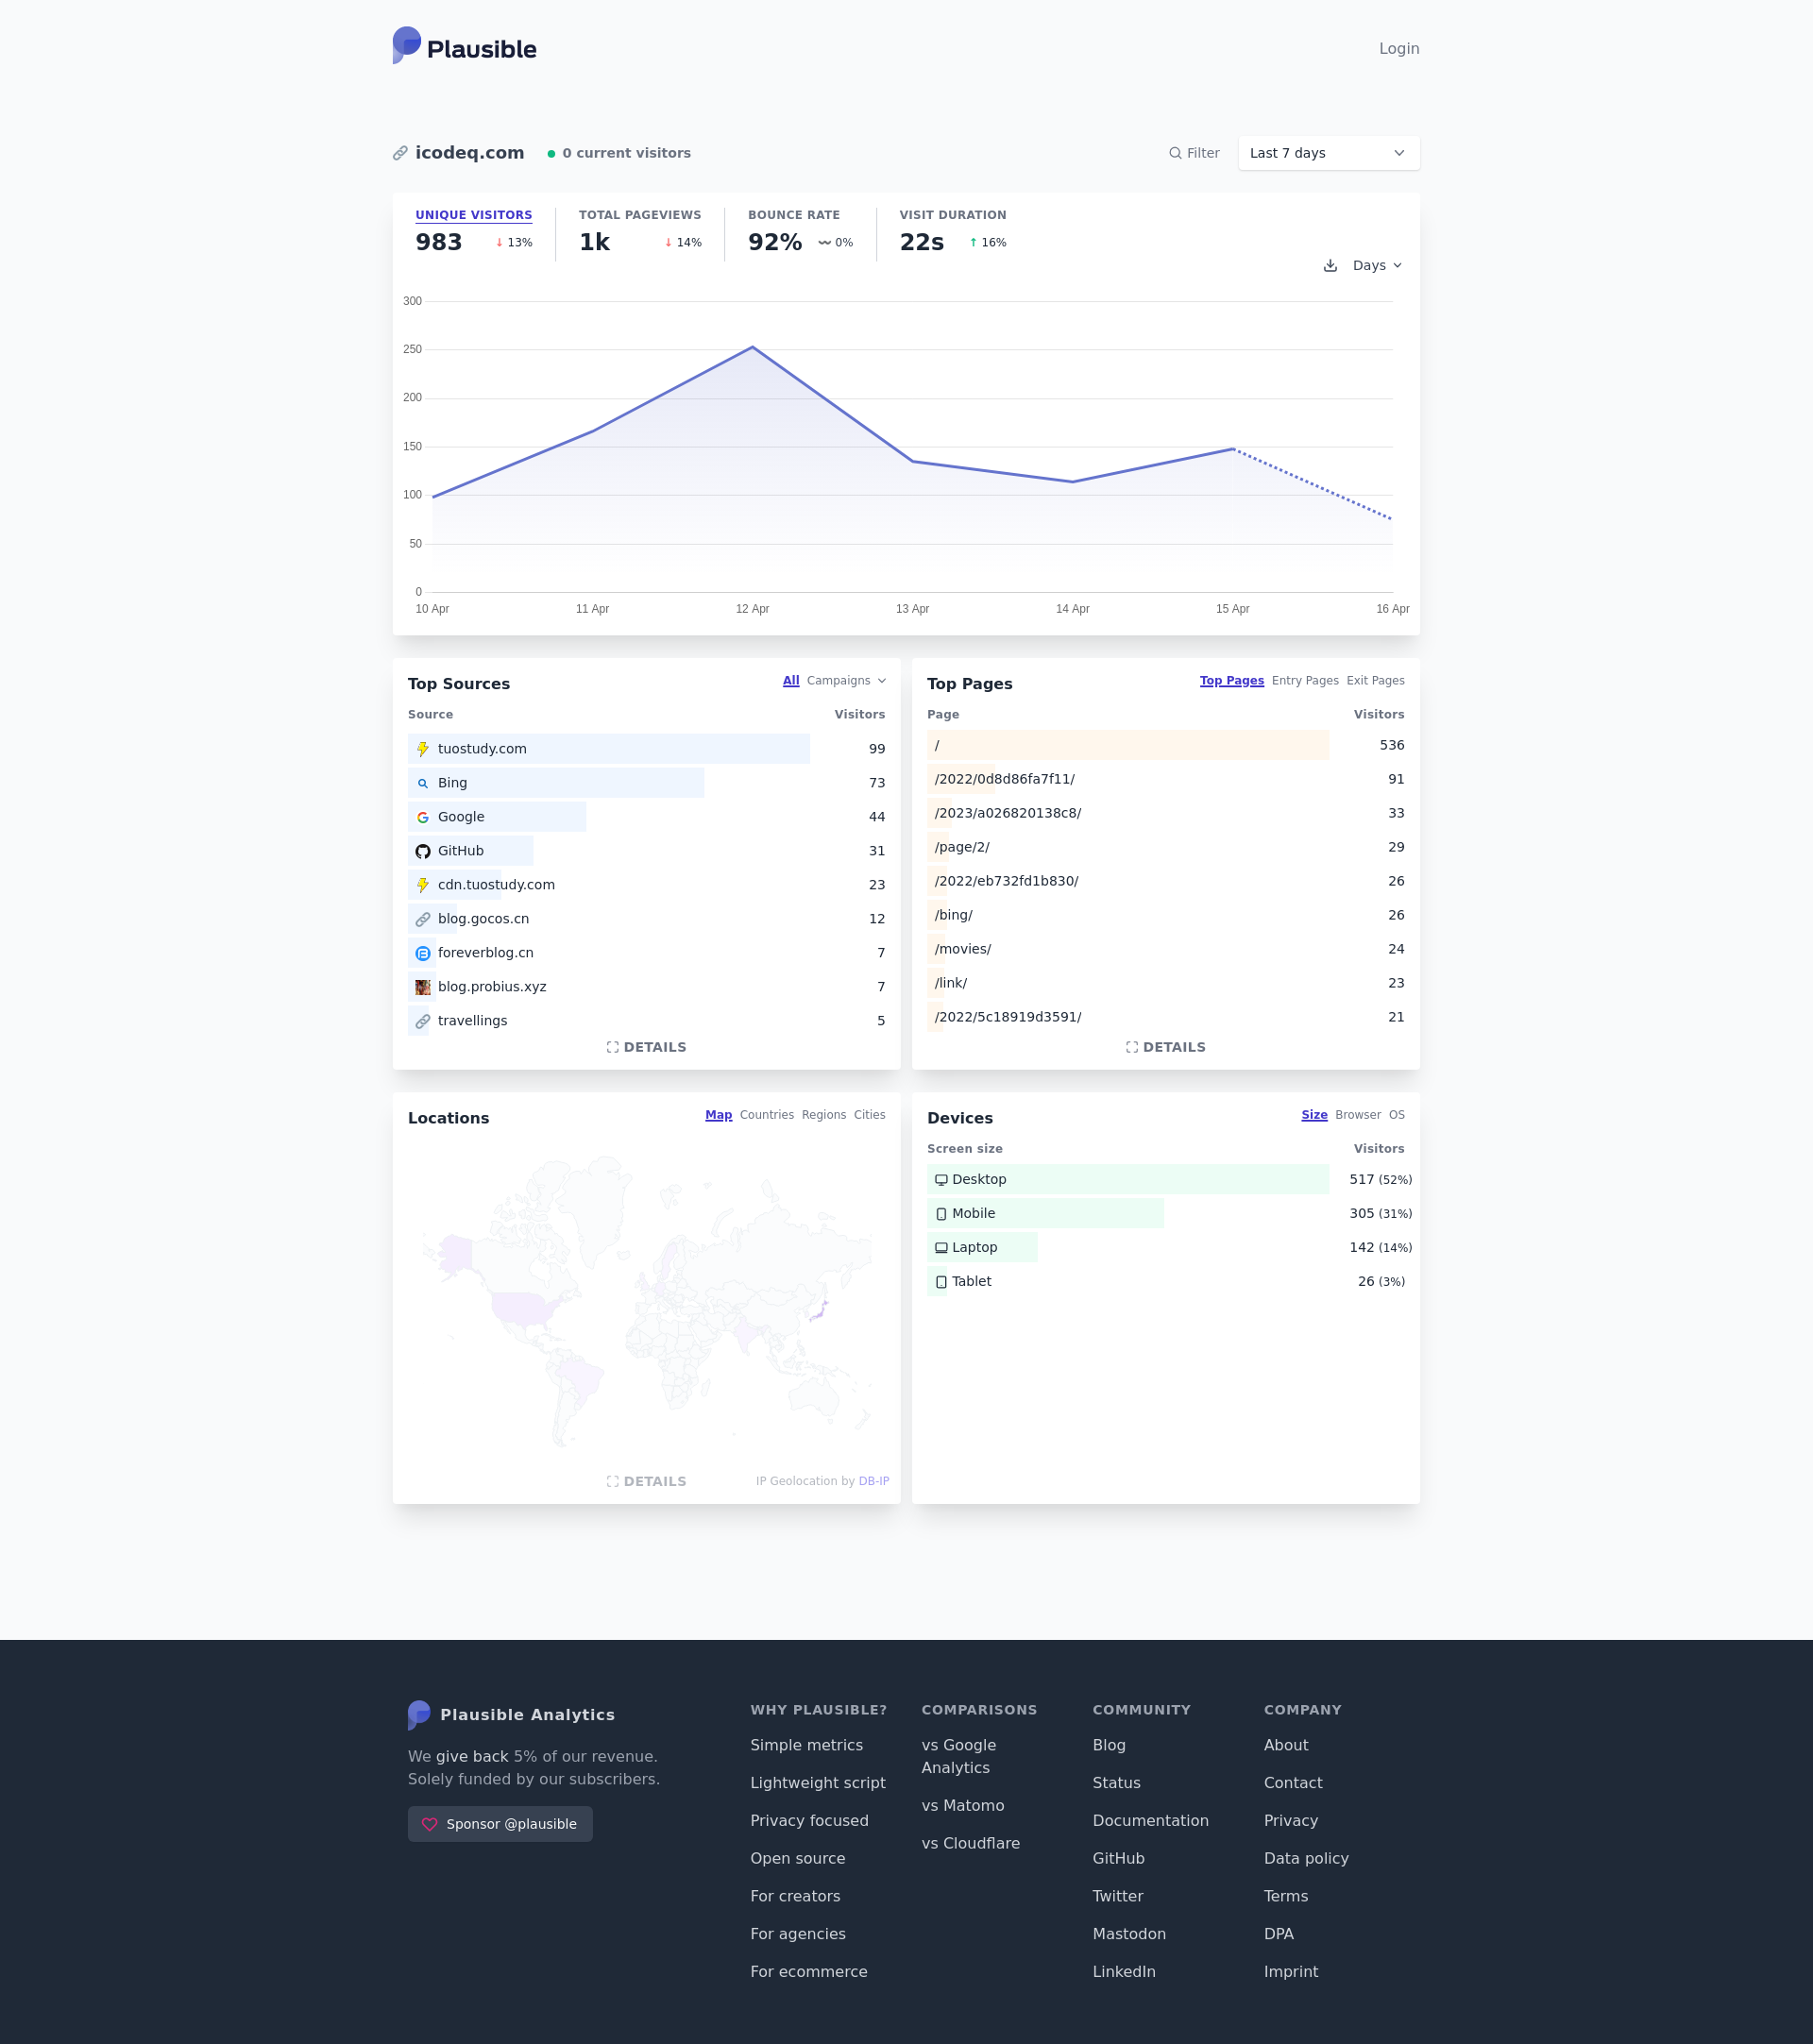 Plausible
Login
icodeq.com
0 current visitors
Filter
Last 7 days
UNIQUE VISITORS
983
↓ 13%
TOTAL PAGEVIEWS
1k
↓ 14%
BOUNCE RATE
92%
〰 0%
VISIT DURATION
22s
↑ 16%
Days
300
250
200
150
100
50
0
10 Apr
11 Apr
12 Apr
13 Apr
14 Apr
15 Apr
16 Apr
Top Sources
All Campaigns
Source Visitors
tuostudy.com 99
Bing 73
Google 44
GitHub 31
cdn.tuostudy.com 23
blog.gocos.cn 12
foreverblog.cn 7
blog.probius.xyz 7
travellings 5
DETAILS
Top Pages
Top Pages Entry Pages Exit Pages
Page Visitors
/ 536
/2022/0d8d86fa7f11/ 91
/2023/a026820138c8/ 33
/page/2/ 29
/2022/eb732fd1b830/ 26
/bing/ 26
/movies/ 24
/link/ 23
/2022/5c18919d3591/ 21
DETAILS
Locations
Map Countries Regions Cities
DETAILS
IP Geolocation by DB-IP
Devices
Size Browser OS
Screen size Visitors
Desktop 517 (52%)
Mobile 305 (31%)
Laptop 142 (14%)
Tablet 26 (3%)
Plausible Analytics
We give back 5% of our revenue.
Solely funded by our subscribers.
Sponsor @plausible
WHY PLAUSIBLE?
Simple metrics
Lightweight script
Privacy focused
Open source
For creators
For agencies
For ecommerce
COMPARISONS
vs Google
Analytics
vs Matomo
vs Cloudflare
COMMUNITY
Blog
Status
Documentation
GitHub
Twitter
Mastodon
LinkedIn
COMPANY
About
Contact
Privacy
Data policy
Terms
DPA
Imprint